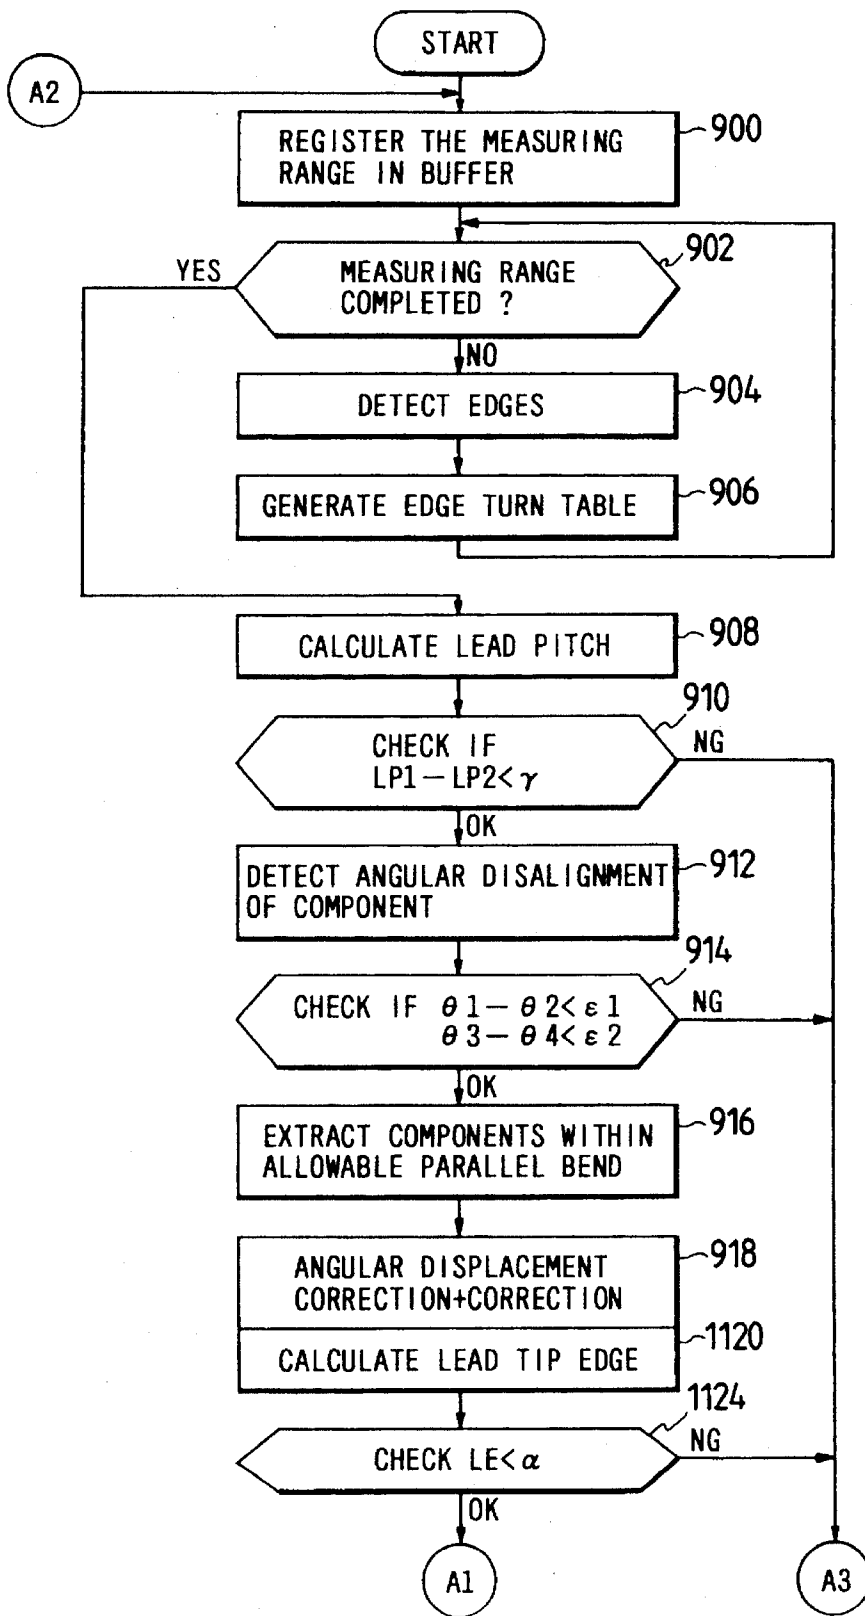 START
A2
REGISTER THE MEASURING
RANGE IN BUFFER
900
MEASURING RANGE
COMPLETED ?
902
YES
NO
DETECT EDGES
904
GENERATE EDGE TURN TABLE
906
CALCULATE LEAD PITCH
908
CHECK IF
LP1-LP2<γ
910
NG
OK
DETECT ANGULAR DISALIGNMENT
OF COMPONENT
912
CHECK IF θ1-θ2<ε1
θ3-θ4<ε2
914
NG
OK
EXTRACT COMPONENTS WITHIN
ALLOWABLE PARALLEL BEND
916
ANGULAR DISPLACEMENT
CORRECTION+CORRECTION
918
CALCULATE LEAD TIP EDGE
1120
CHECK LE<α
1124
NG
OK
A1
A3